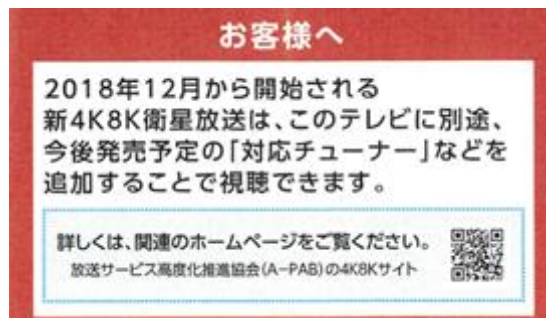 お客様へ
2018年12月から開始される
新4K8K衛星放送は、このテレビに別途、
今後発売予定の「対応チューナー」などを
追加することで視聴できます。
詳しくは、関連のホームページをご覧ください。
放送サービス高度化推進協会(A-PAB)の4K8Kサイト